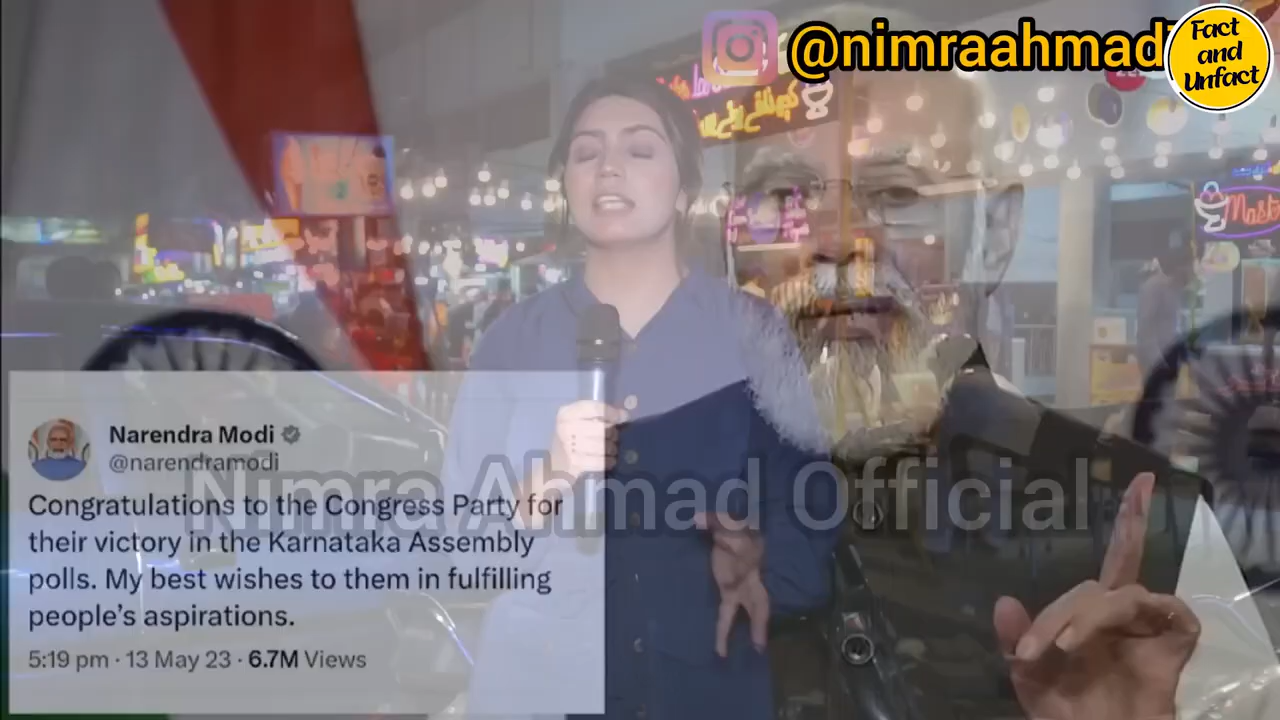 @nimraahmad
Fact
and
Unfact
Narendra Modi
@narendramodi
Congratulations to the Congress Party for
their victory in the Karnataka Assembly
polls. My best wishes to them in fulfilling
people’s aspirations.
5:19 pm · 13 May 23 · 6.7M Views
Nimra Ahmad Official